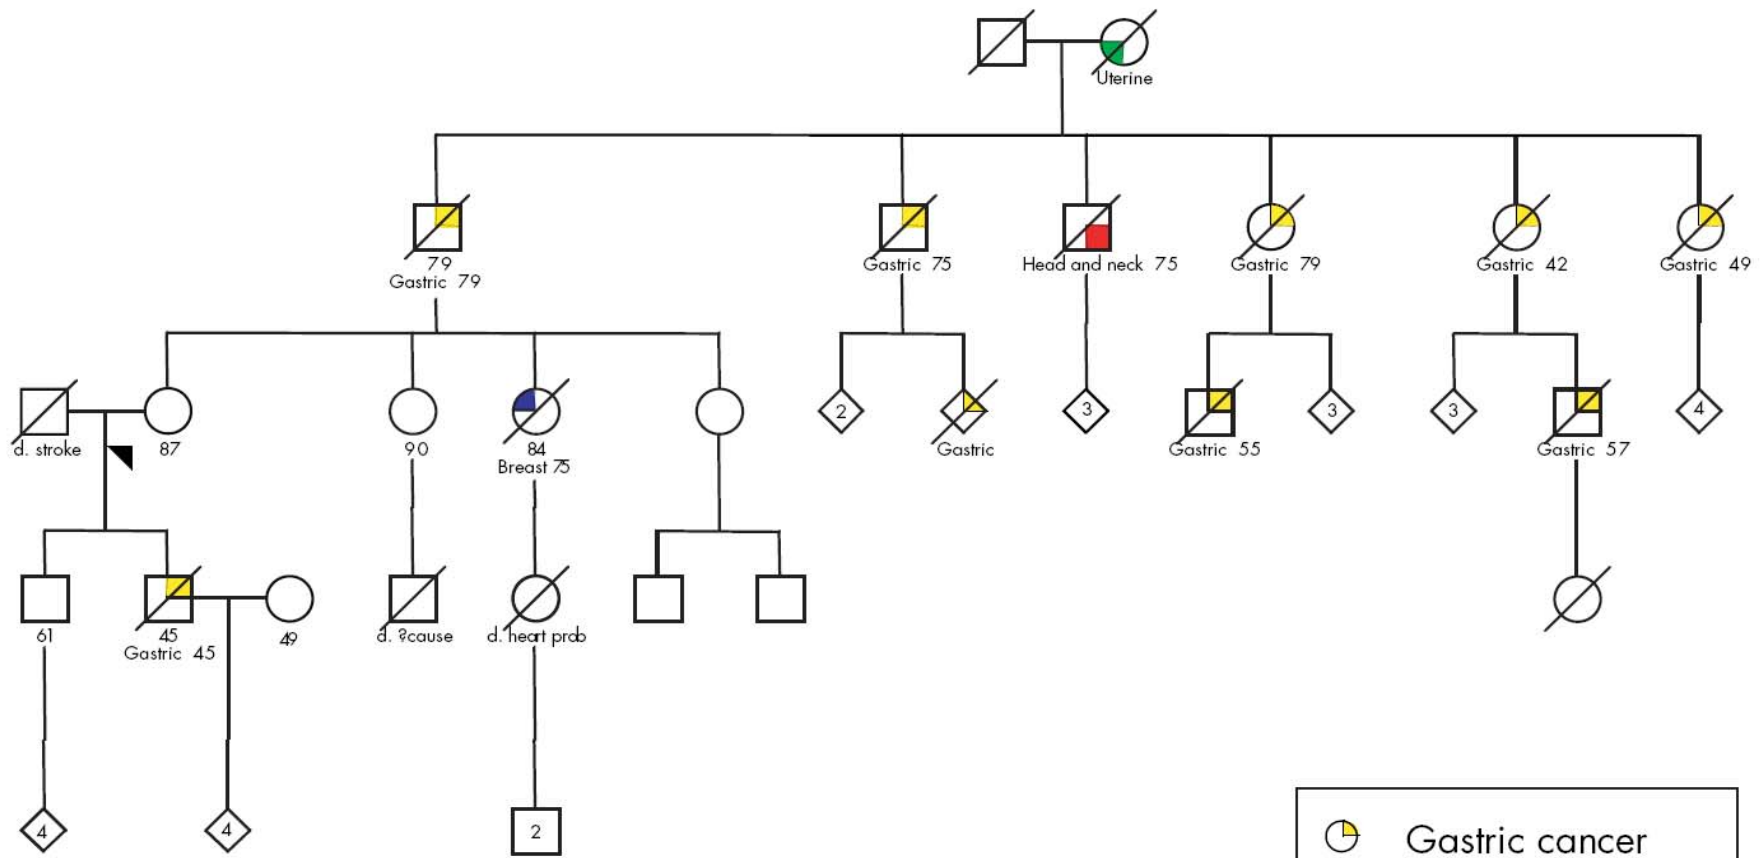 Uterine
79
Gastric 79
Gastric 75
Head and neck 75
Gastric 79
Gastric 42
Gastric 49
d. stroke
87
90
84
Breast 75
2
Gastric
3
Gastric 55
3
3
Gastric 57
4
61
45
Gastric 45
49
d. ?cause
d. heart prob
4
4
2
Gastric cancer